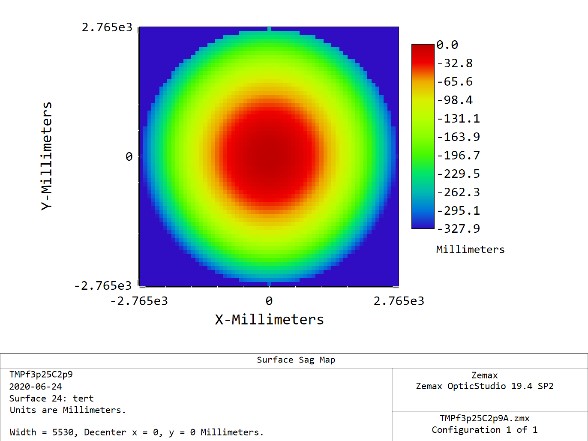 2.765e3
0
-2.765e3
Y-Millimeters
-2.765e3 0 2.765e3
X-Millimeters
0.0
-32.8
-65.6
-98.4
-131.1
-163.9
-196.7
-229.5
-262.3
-295.1
-327.9
Millimeters
Surface Sag Map
TMPf3p25C2p9
2020-06-24
Surface 24: tert
Units are Millimeters.
Width = 5530, Decenter x = 0, y = 0 Millimeters.
Zemax
Zemax OpticStudio 19.4 SP2
TMPf3p25C2p9A.zmx
Configuration 1 of 1